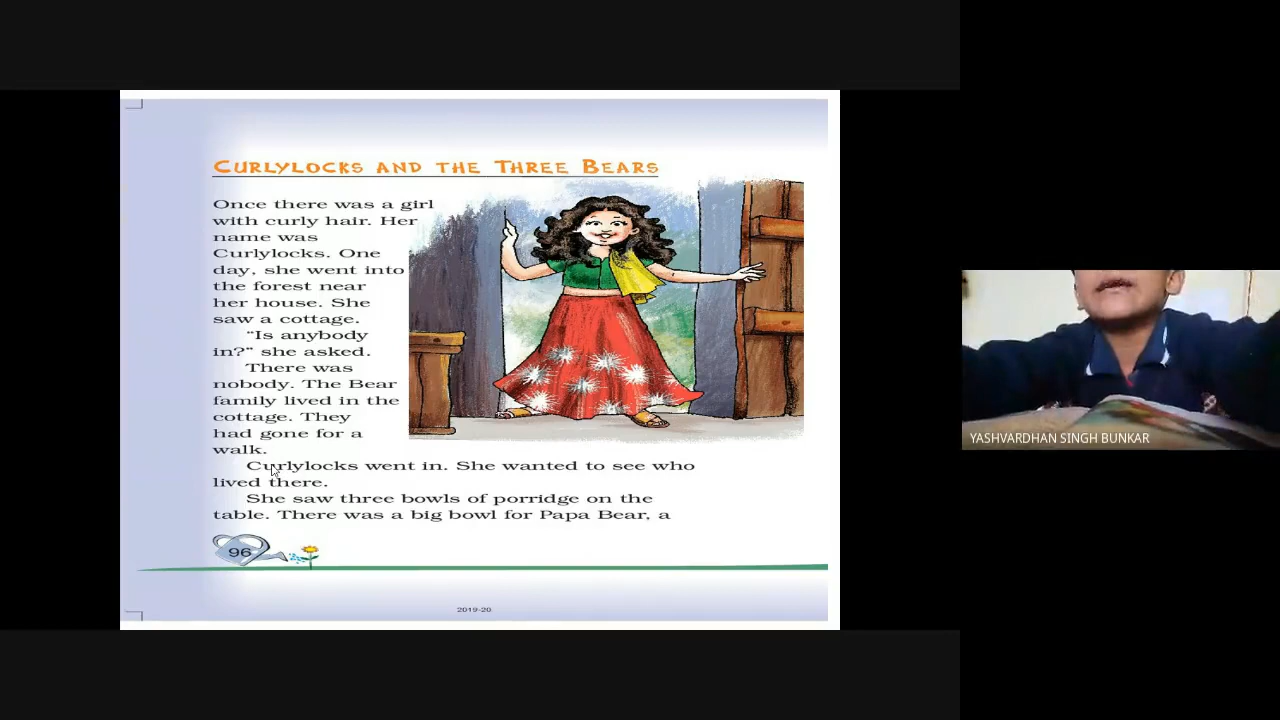 CURLYLOCKS AND THE THREE BEARS
Once there was a girl
with curly hair. Her
name was
Curlylocks. One
day, she went into
the forest near
her house. She
saw a cottage.
"Is anybody
in?" she asked.
There was
nobody. The Bear
family lived in the
cottage. They
had gone for a
walk.
Curlylocks went in. She wanted to see who
lived there.
She saw three bowls of porridge on the
table. There was a big bowl for Papa Bear, a
96
2019-20
YASHVARDHAN SINGH BUNKAR